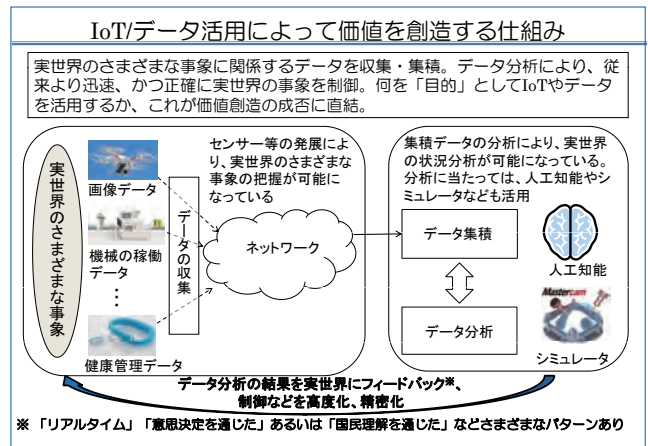 IoT/データ活用によって価値を創造する仕組み
実世界のさまざまな事象に関係するデータを収集・集積。データ分析により、従
来より迅速、かつ正確に実世界の事象を制御。何を「目的」としてIoTやデータ
を活用するか、これが価値創造の成否に直結。
実世界のさまざまな事象
画像データ
機械の稼働
データ
⋮
健康管理データ
データの収集
センサー等の発展によ
り、実世界のさまざまな
事象の把握が可能に
なっている
ネットワーク
集積データの分析により、実世界
の状況分析が可能になっている。
分析に当たっては、人工知能やシ
ミュレータなども活用
データ集積
データ分析
人工知能
Mastercam
シミュレータ
データ分析の結果を実世界にフィードバック※、
制御などを高度化、精密化
※ 「リアルタイム」「意思決定を通じた」あるいは「国民理解を通じた」などさまざまなパターンあり